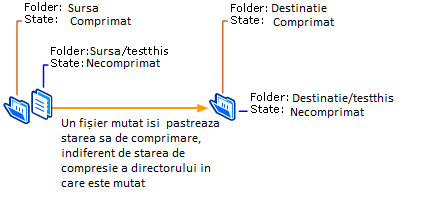 Folder: Sursa
State: Comprimat
Folder:Sursa/testthis
State: Necomprimat
Folder: Destinatie
State: Comprimat
Folder: Destinatie/testthis
State: Necomprimat
Un fișier mutat isi pastreaza
starea sa de comprimare,
indiferent de starea de
compresie a directorului in
care este mutat